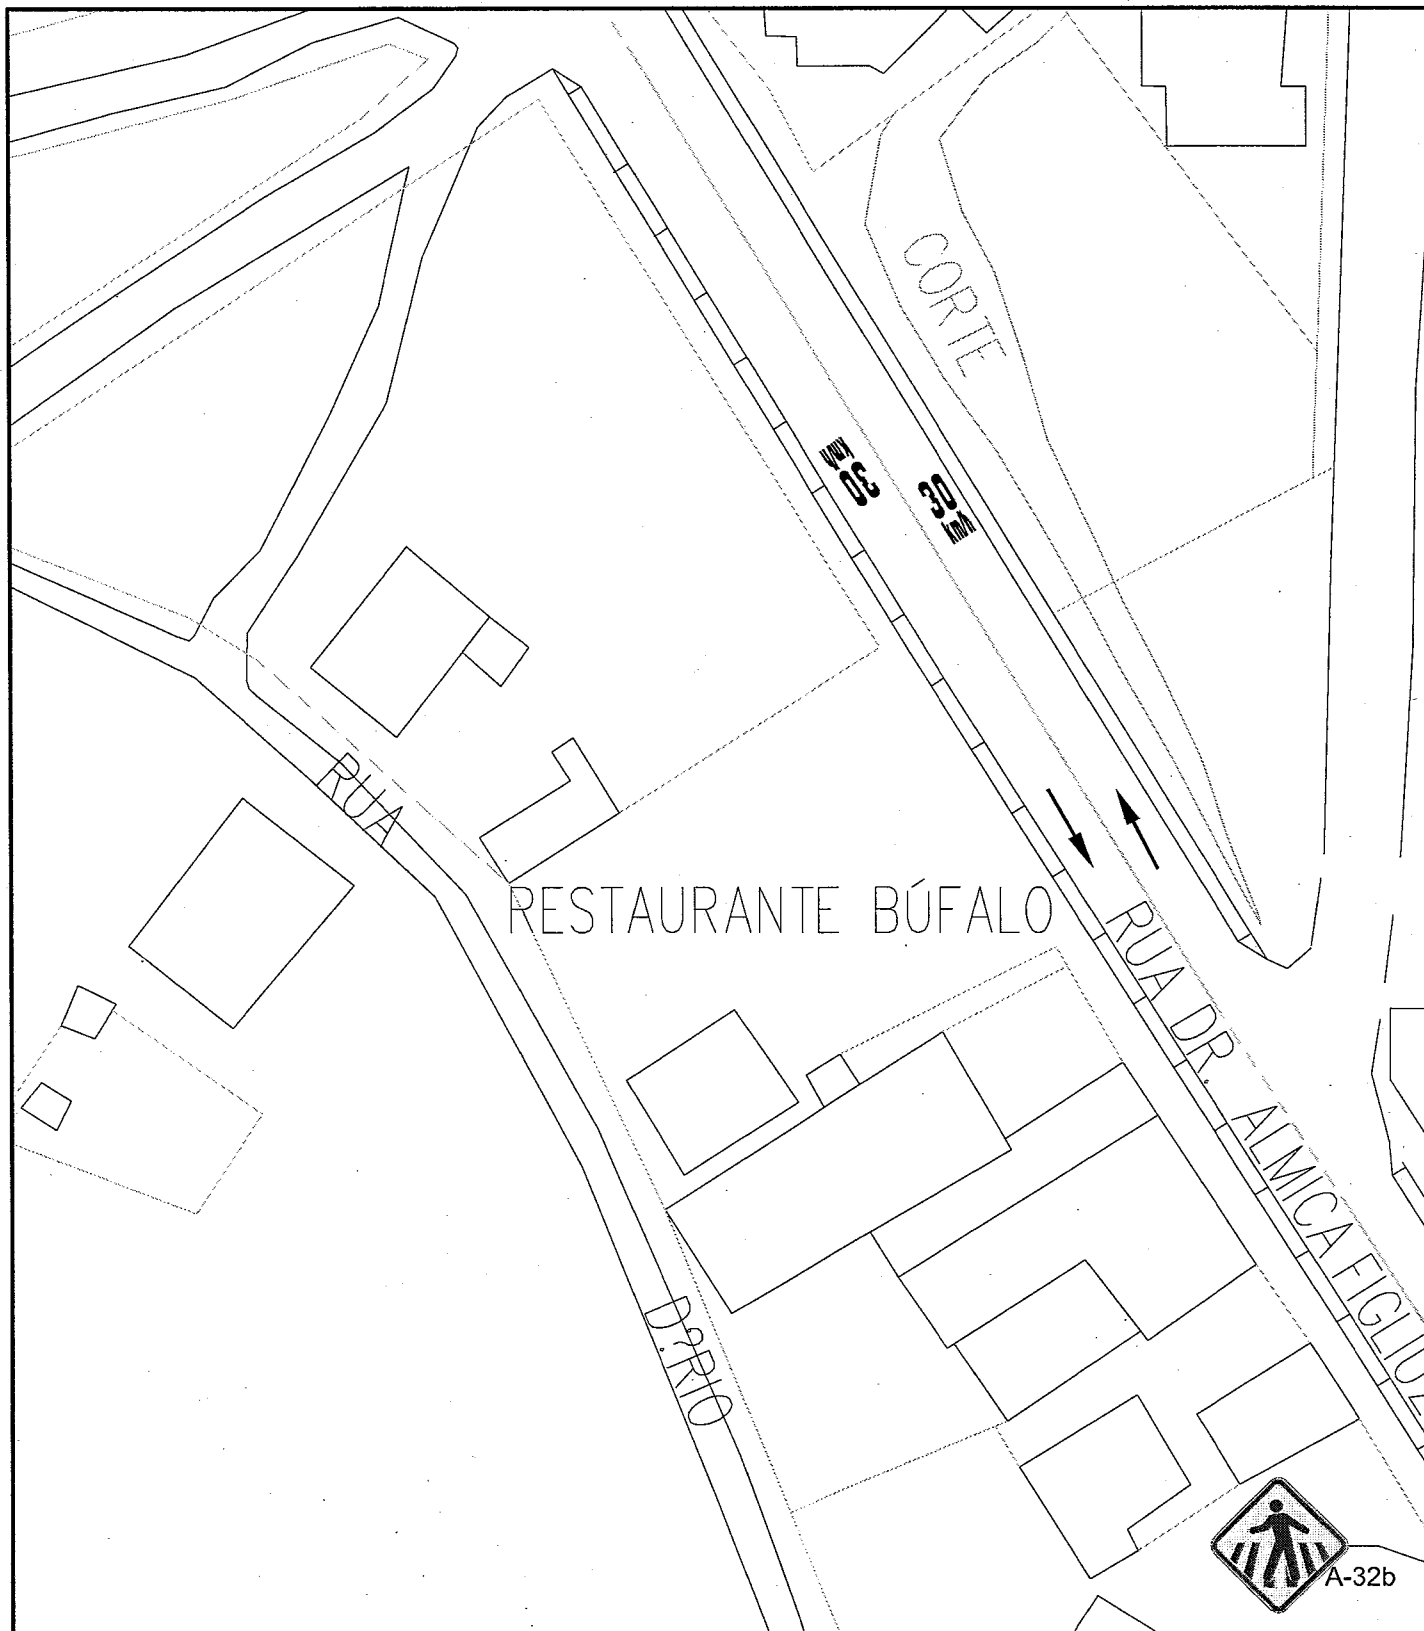 CORTE
30
km/h
30
km/h
RUA
RESTAURANTE BÚFALO
RUA DR. ALMICA FIGLIUZ
D?RIO
A-32b